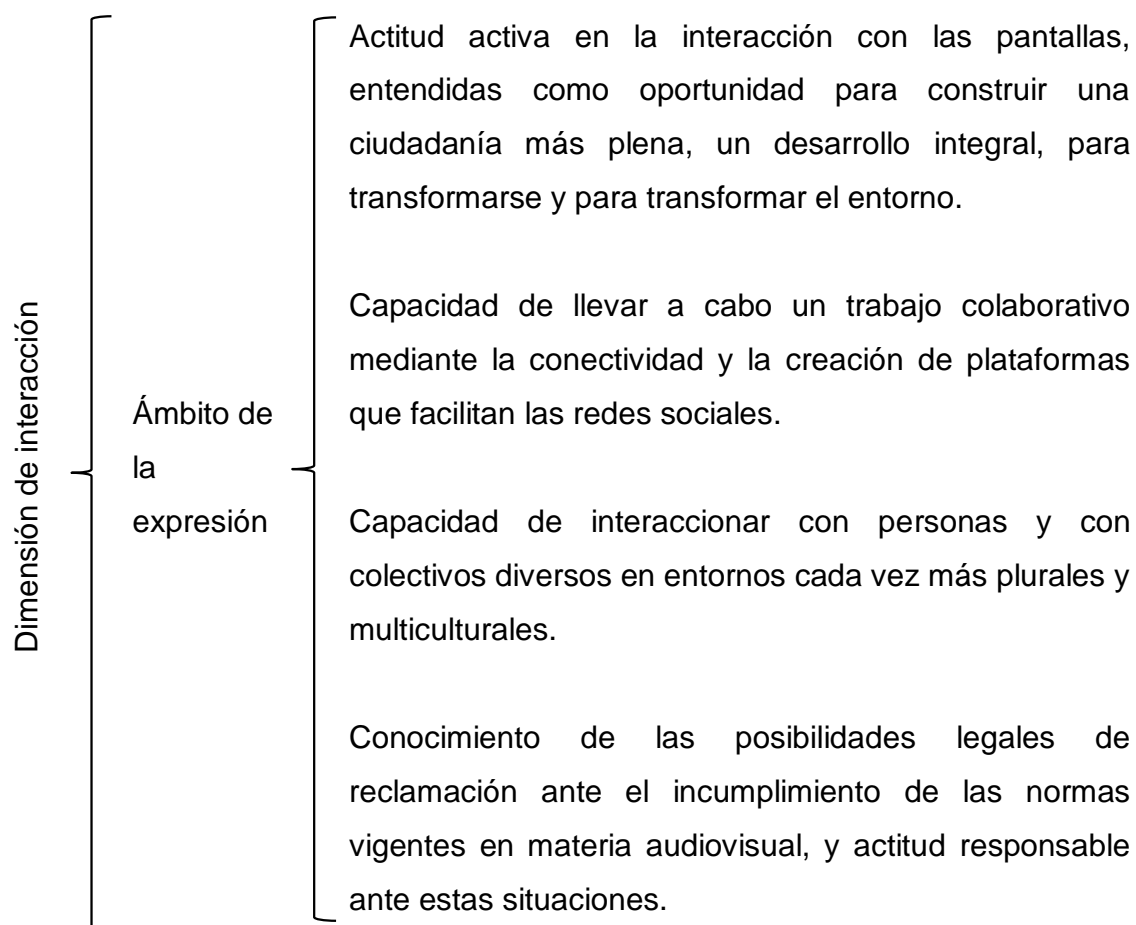 Dimensión de interacción
Ámbito de
la
expresión
Actitud activa en la interacción con las pantallas,
entendidas como oportunidad para construir una
ciudadanía más plena, un desarrollo integral, para
transformarse y para transformar el entorno.
Capacidad de llevar a cabo un trabajo colaborativo
mediante la conectividad y la creación de plataformas
que facilitan las redes sociales.
Capacidad de interaccionar con personas y con
colectivos diversos en entornos cada vez más plurales y
multiculturales.
Conocimiento de las posibilidades legales de
reclamación ante el incumplimiento de las normas
vigentes en materia audiovisual, y actitud responsable
ante estas situaciones.